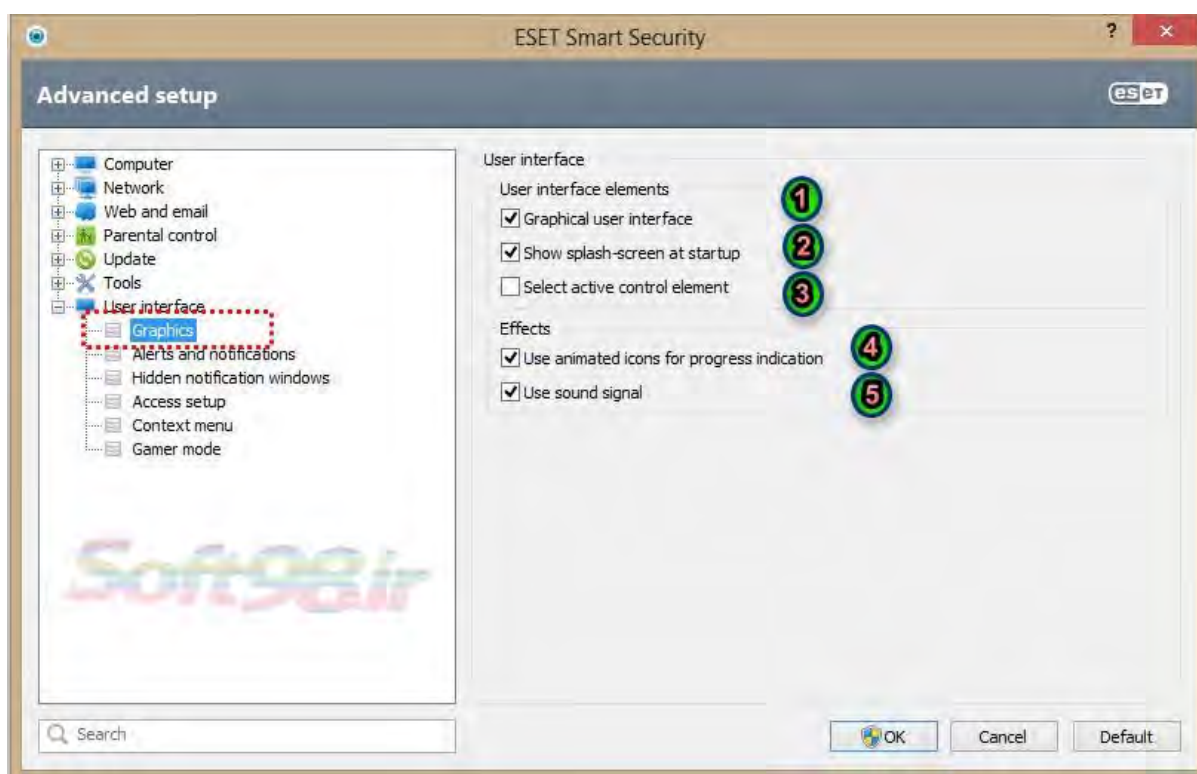 ESET Smart Security
?
Advanced setup
eset
Computer
Network
Web and email
Parental control
Update
Tools
User interface
Graphics
Alerts and notifications
Hidden notification windows
Access setup
Context menu
Gamer mode
Soft98.ir
Search
User interface
User interface elements
1
Graphical user interface
2
Show splash-screen at startup
3
Select active control element
Effects
4
Use animated icons for progress indication
5
Use sound signal
OK Cancel Default